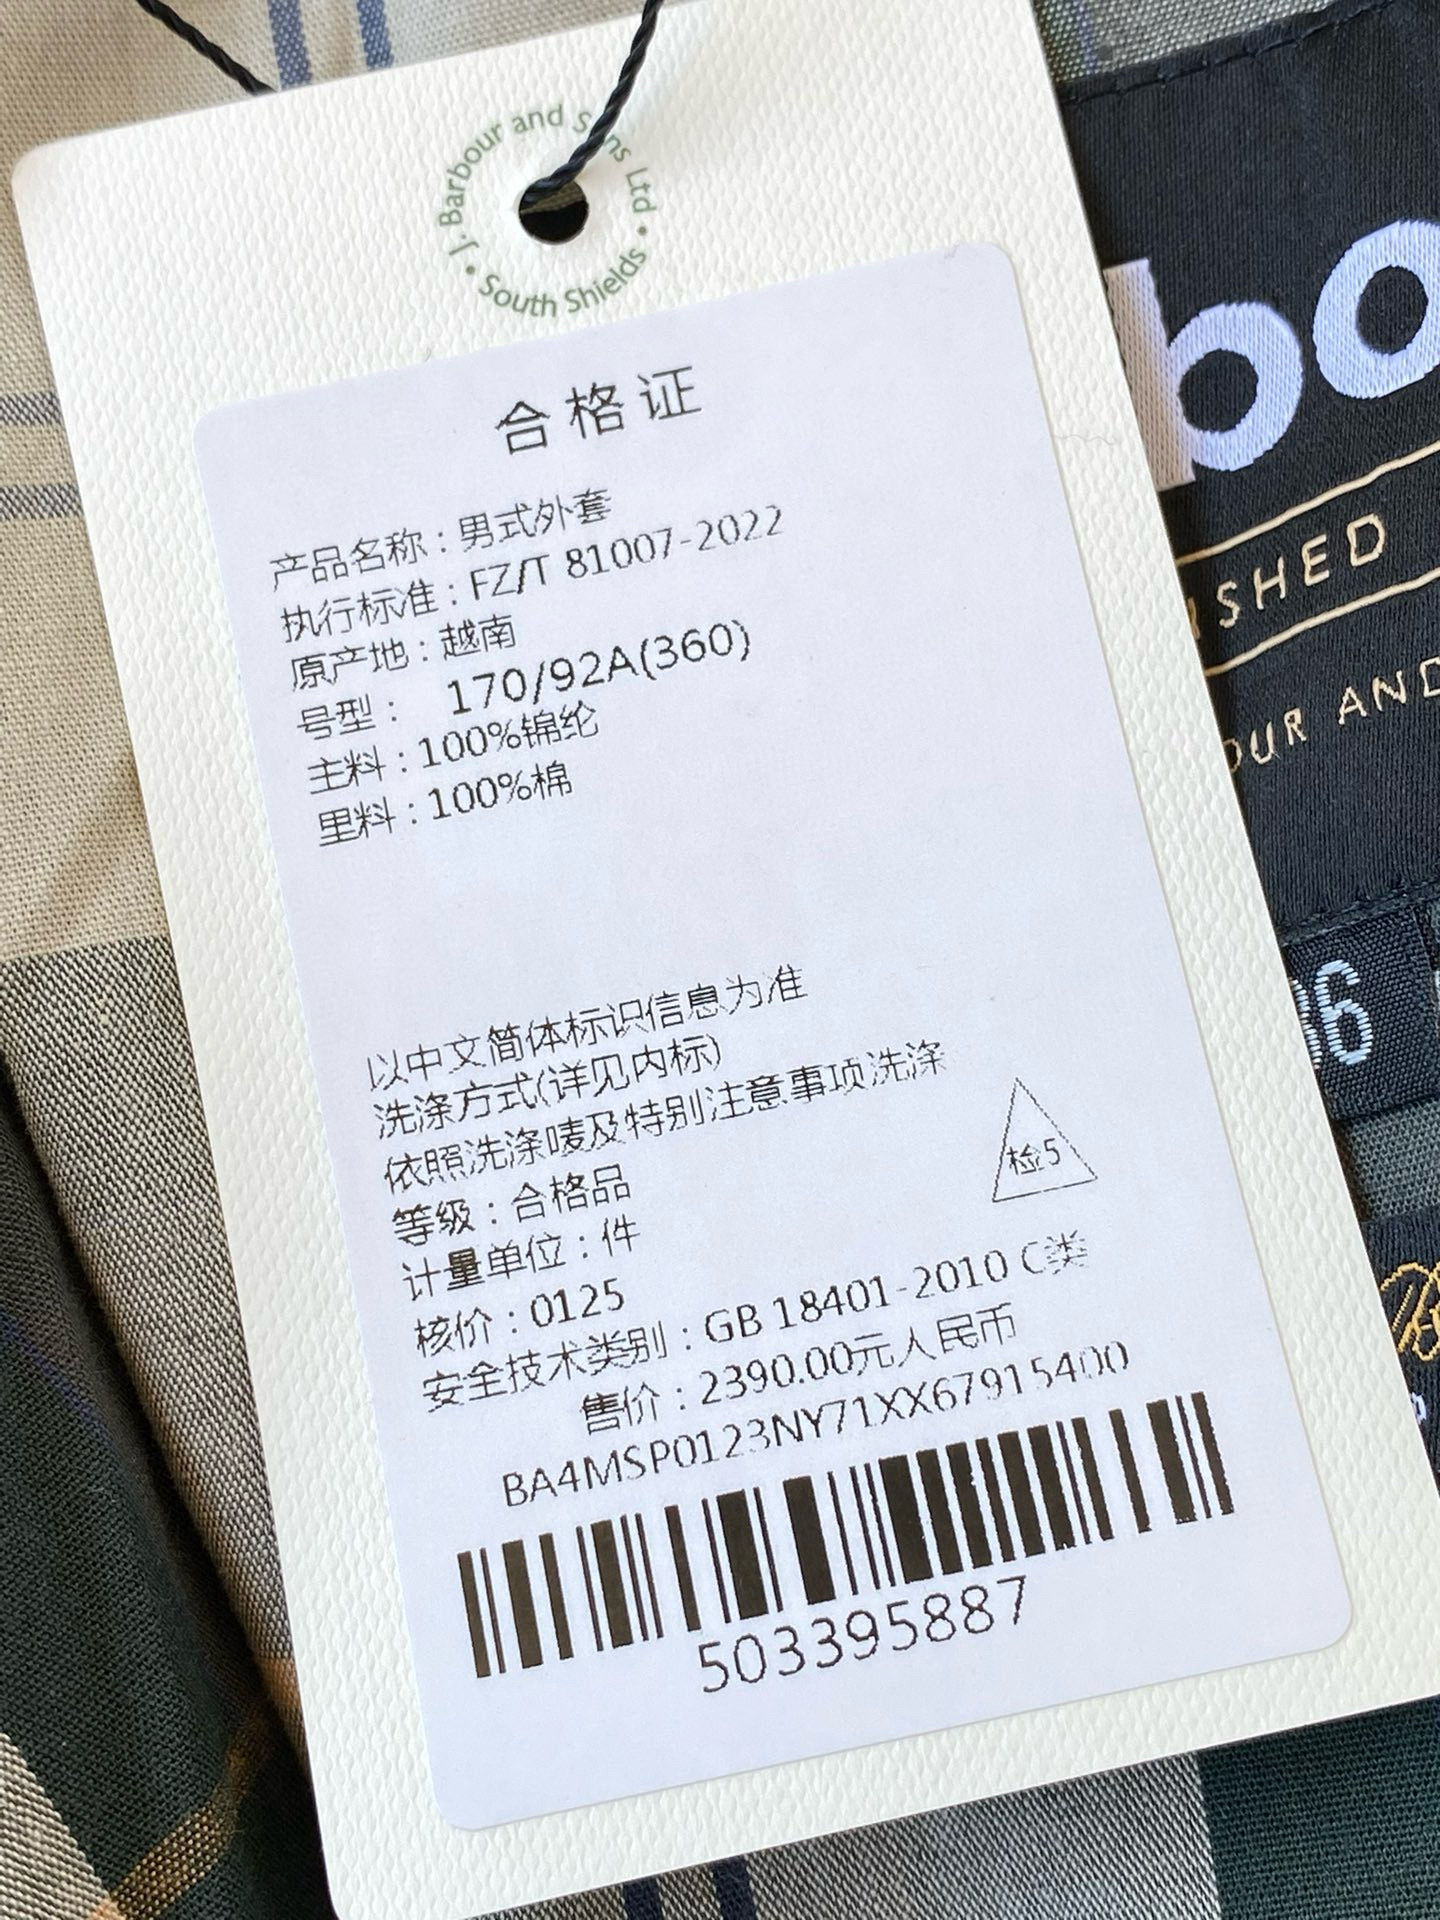 J. Barbour and Sons Ltd
• South Shields •
合格证
产品名称：男式外套
执行标准：FZ/T 81007-2022
原产地：越南
号型： 170/92A(360)
主料：100%锦纶
里料：100%棉
以中文简体标识信息为准
洗涤方式(详见内标)
依照洗涤唛及特别注意事项洗涤
检5
等级：合格品
计量单位：件
核价：0125
安全技术类别：GB 18401-2010 C类
售价：2390.00元人民币
BA4MSP0123NY71XX67915400
503395887
bo
SHED
OUR AND
36